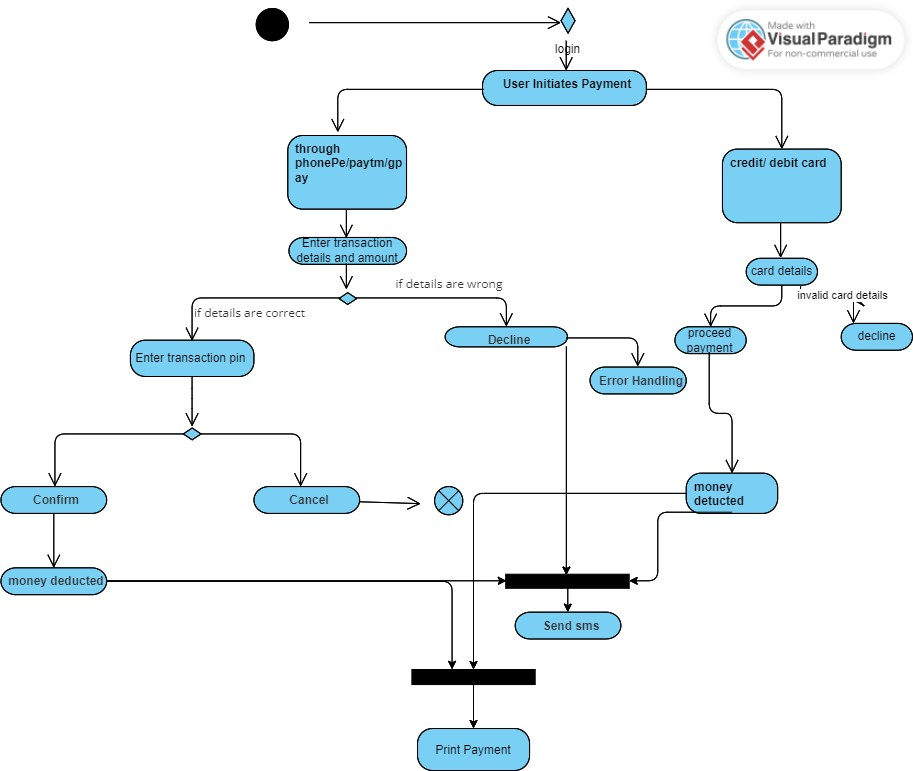 Made with
Visual Paradigm
For non-commercial use
login
User Initiates Payment
through
phonePe/paytm/gp
ay
credit/ debit card
Enter transaction
details and amount
card details
if details are wrong
invalid card details
if details are correct
Decline
proceed
payment
decline
Enter transaction pin
Error Handling
Confirm
Cancel
money
detucted
money deducted
Send sms
Print Payment